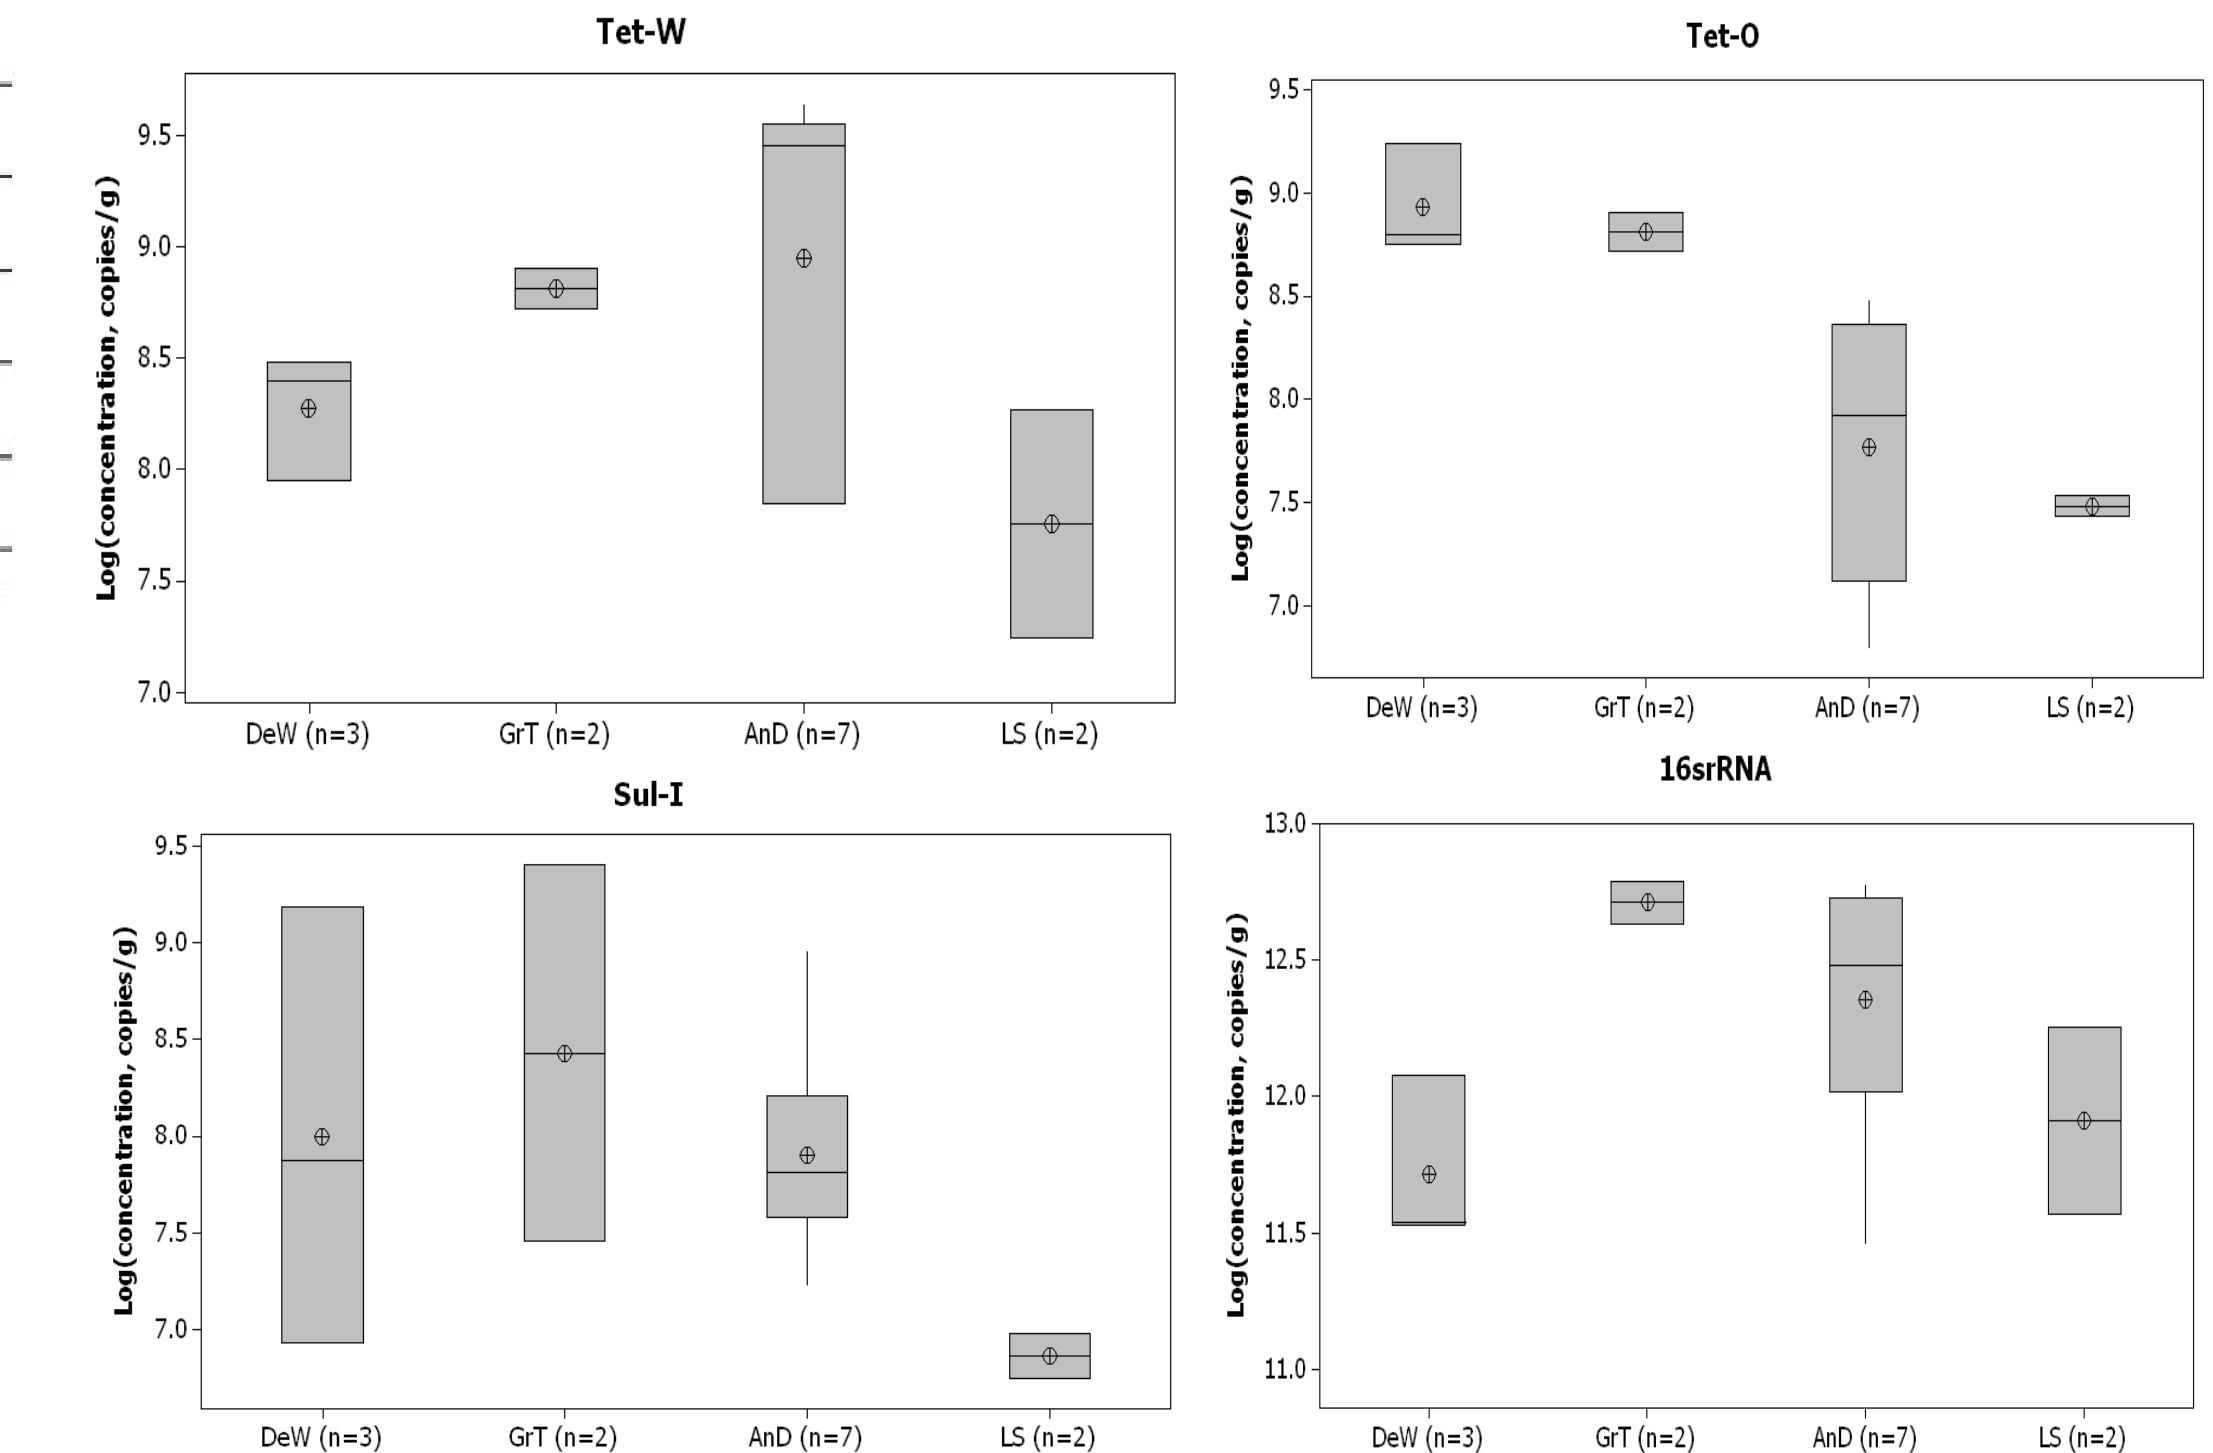 Tet-W
Log(concentration, copies/g)
9.5
9.0
8.5
8.0
7.5
7.0
DeW (n=3) GrT (n=2) AnD (n=7) LS (n=2)
Tet-O
Log(concentration, copies/g)
9.5
9.0
8.5
8.0
7.5
7.0
DeW (n=3) GrT (n=2) AnD (n=7) LS (n=2)
Sul-I
Log(concentration, copies/g)
9.5
9.0
8.5
8.0
7.5
7.0
DeW (n=3) GrT (n=2) AnD (n=7) LS (n=2)
16srRNA
Log(concentration, copies/g)
13.0
12.5
12.0
11.5
11.0
DeW (n=3) GrT (n=2) AnD (n=7) LS (n=2)